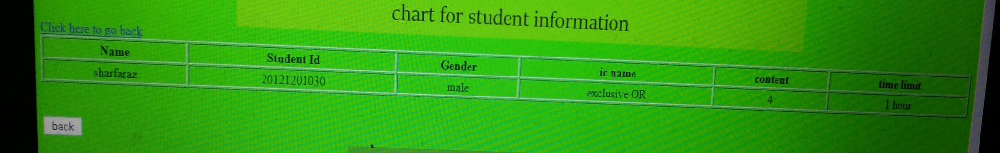 chart for student information
Click here to go back
Name Student Id Gender ic name content time limit
sharfaraz 20121201030 male exclusive OR 4 1 hour
back